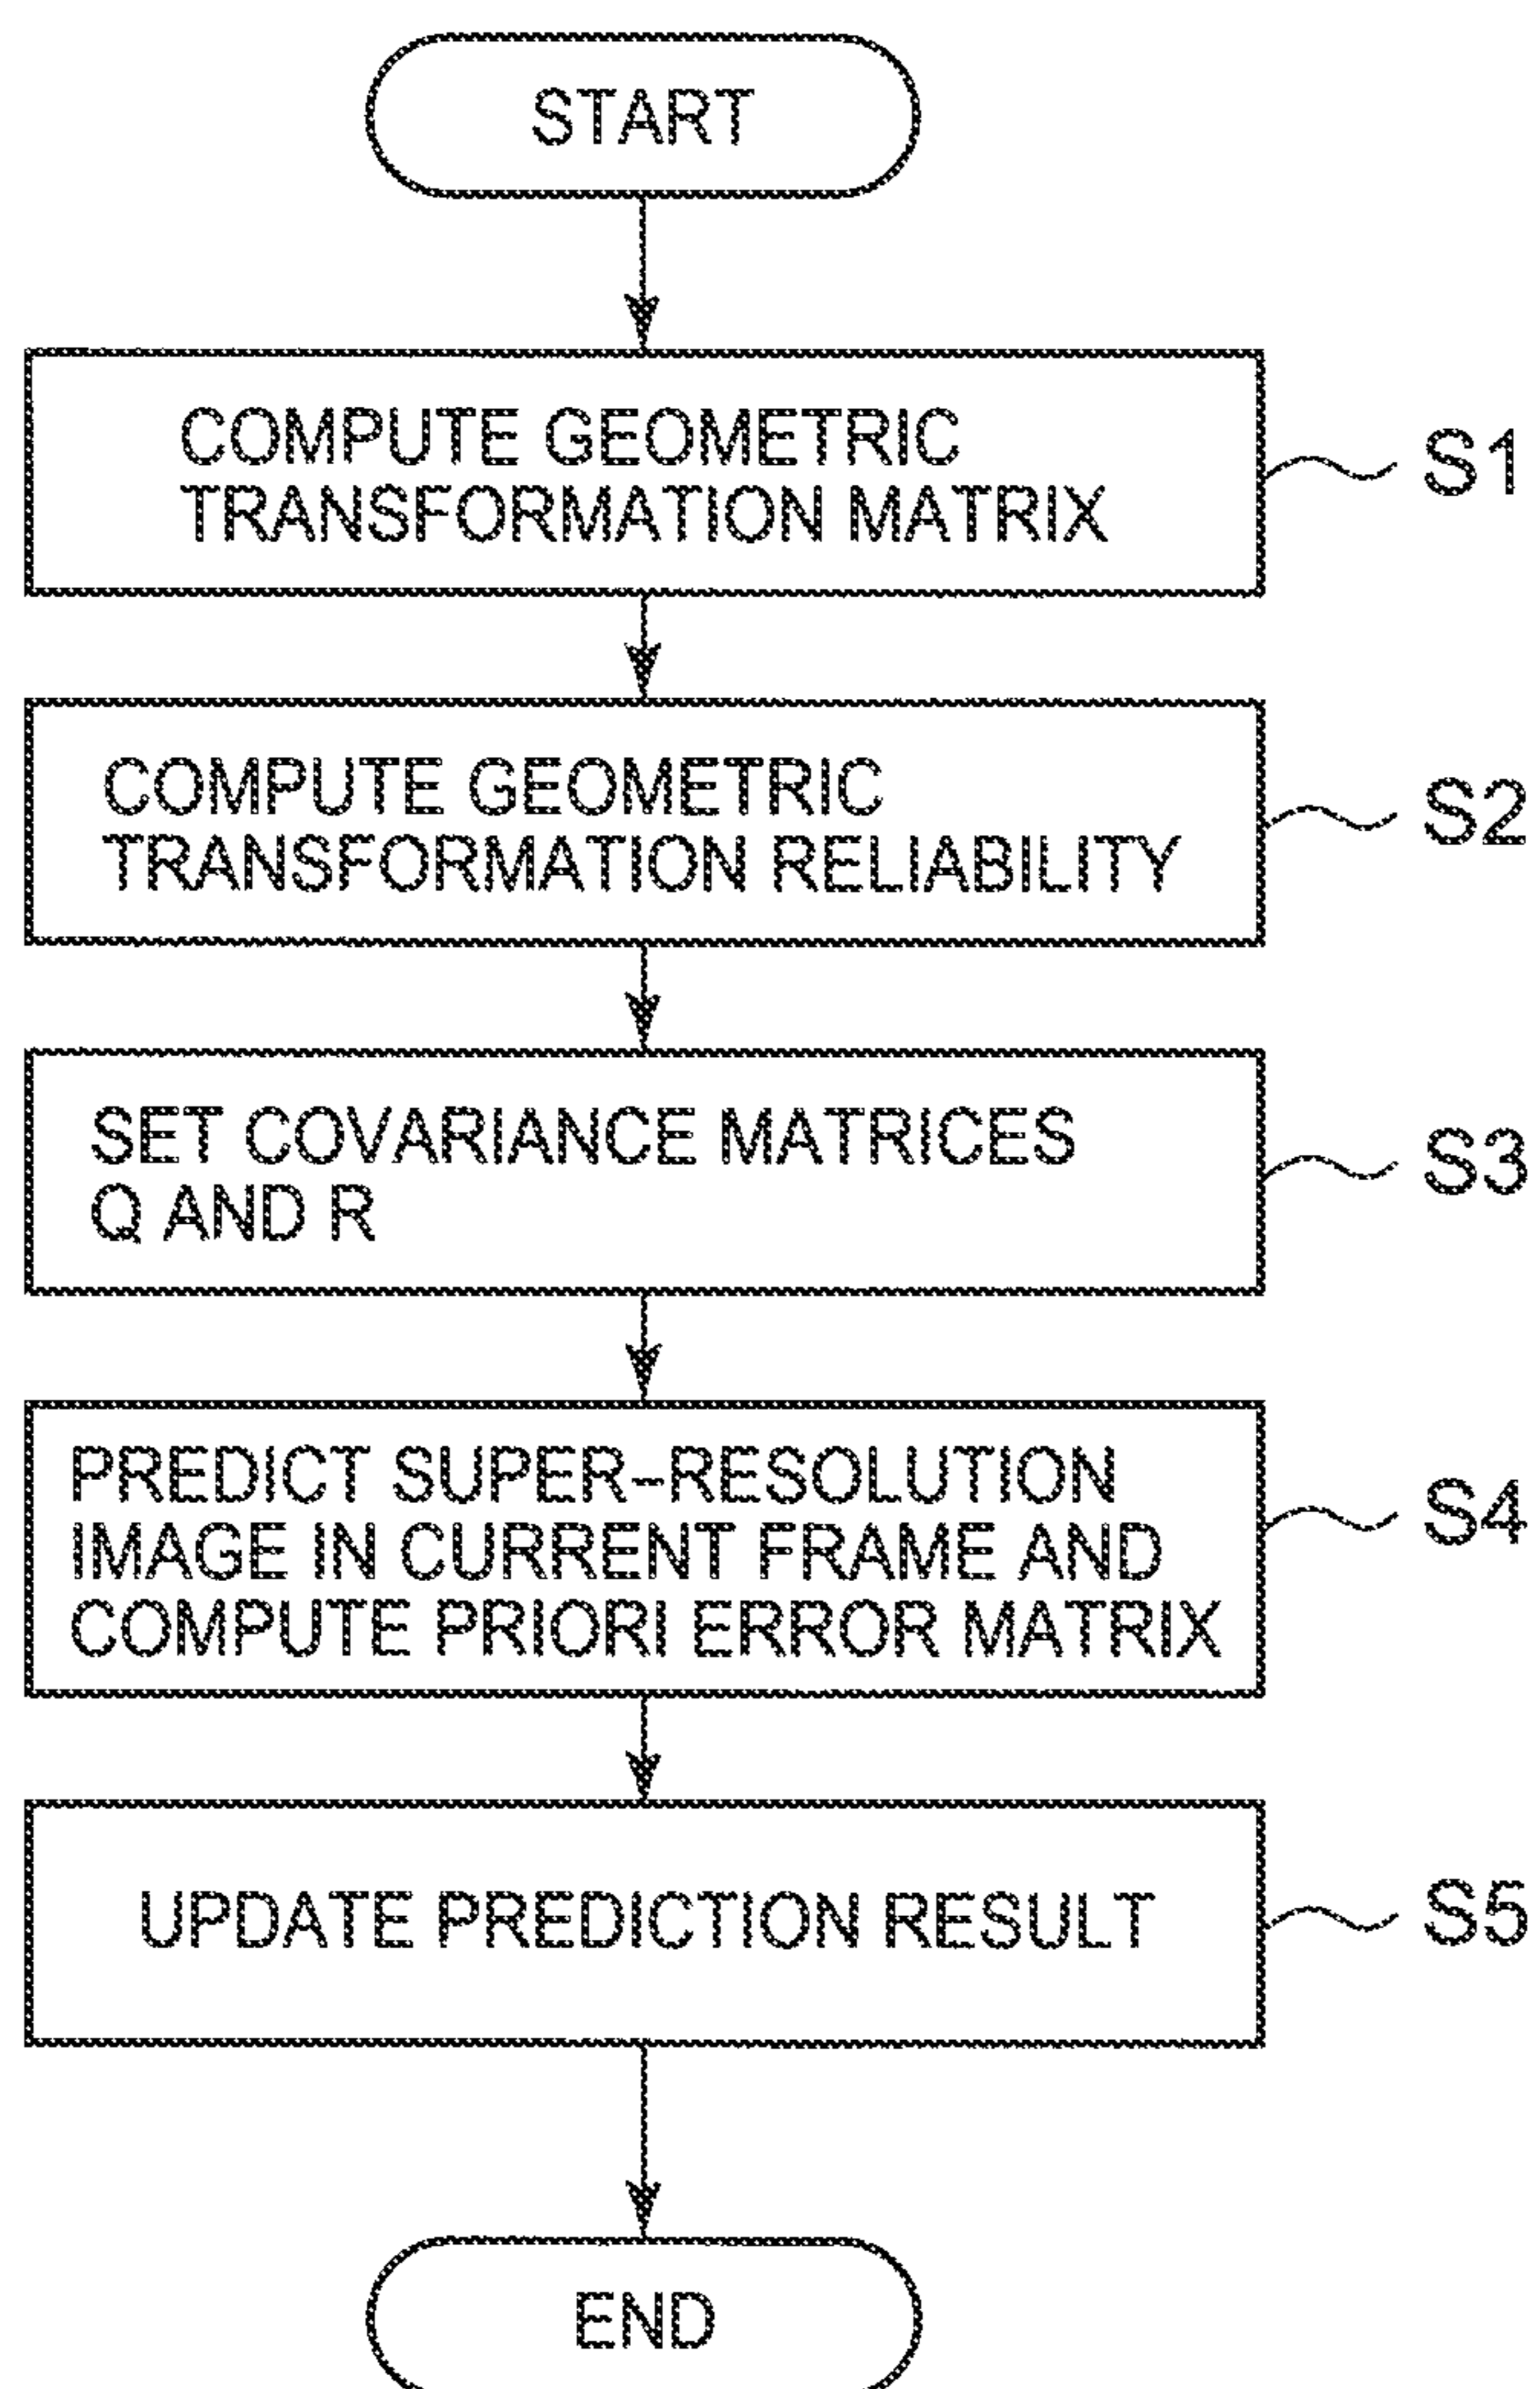 START
COMPUTE GEOMETRIC
TRANSFORMATION MATRIX
S1
COMPUTE GEOMETRIC
TRANSFORMATION RELIABILITY
S2
SET COVARIANCE MATRICES
Q AND R
S3
PREDICT SUPER-RESOLUTION
IMAGE IN CURRENT FRAME AND
COMPUTE PRIORI ERROR MATRIX
S4
UPDATE PREDICTION RESULT
S5
END